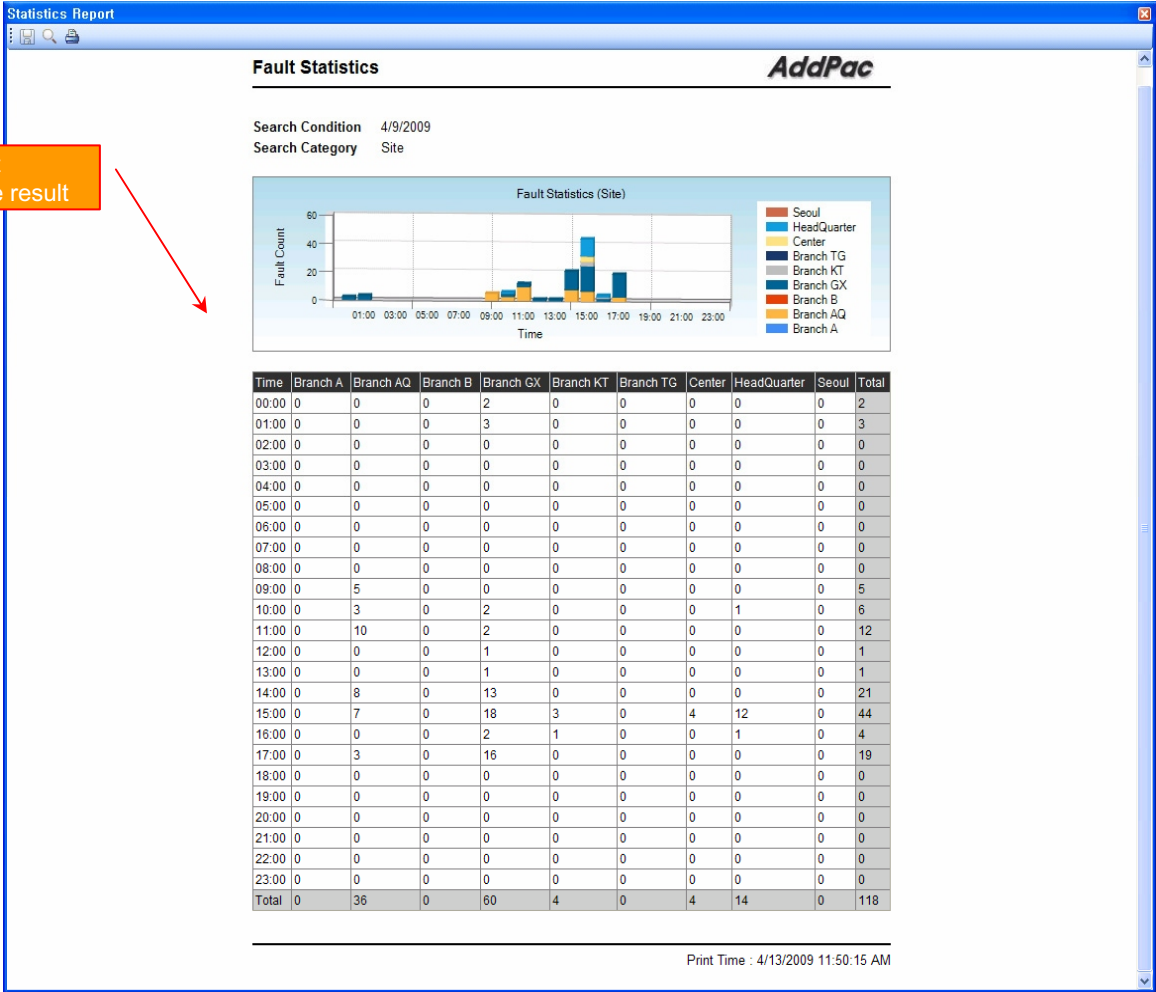 Statistics Report
Fault Statistics
AddPac
Search Condition 4/9/2009
Search Category Site
result
Fault Statistics (Site)
Fault Count
60
40
20
0
01:00 03:00 05:00 07:00 09:00 11:00 13:00 15:00 17:00 19:00 21:00 23:00
Time
Seoul
HeadQuarter
Center
Branch TG
Branch KT
Branch GX
Branch B
Branch AQ
Branch A
Time Branch A Branch AQ Branch B Branch GX Branch KT Branch TG Center HeadQuarter Seoul Total
00:00 0 0 0 2 0 0 0 0 0 2
01:00 0 0 0 3 0 0 0 0 0 3
02:00 0 0 0 0 0 0 0 0 0 0
03:00 0 0 0 0 0 0 0 0 0 0
04:00 0 0 0 0 0 0 0 0 0 0
05:00 0 0 0 0 0 0 0 0 0 0
06:00 0 0 0 0 0 0 0 0 0 0
07:00 0 0 0 0 0 0 0 0 0 0
08:00 0 0 0 0 0 0 0 0 0 0
09:00 0 5 0 0 0 0 0 0 0 5
10:00 0 3 0 2 0 0 0 1 0 6
11:00 0 10 0 2 0 0 0 0 0 12
12:00 0 0 0 1 0 0 0 0 0 1
13:00 0 0 0 1 0 0 0 0 0 1
14:00 0 8 0 13 0 0 0 0 0 21
15:00 0 7 0 18 3 0 4 12 0 44
16:00 0 0 0 2 1 0 0 1 0 4
17:00 0 3 0 16 0 0 0 0 0 19
18:00 0 0 0 0 0 0 0 0 0 0
19:00 0 0 0 0 0 0 0 0 0 0
20:00 0 0 0 0 0 0 0 0 0 0
21:00 0 0 0 0 0 0 0 0 0 0
22:00 0 0 0 0 0 0 0 0 0 0
23:00 0 0 0 0 0 0 0 0 0 0
Total 0 36 0 60 4 0 4 14 0 118
Print Time : 4/13/2009 11:50:15 AM